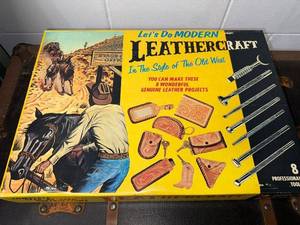 Let's Do MODERN
LEATHERCRAFT
In The Style of The Old West
YOU CAN MAKE THESE
8 WONDERFUL
GENUINE LEATHER PROJECTS
8
PROFESSIONAL
TOOL